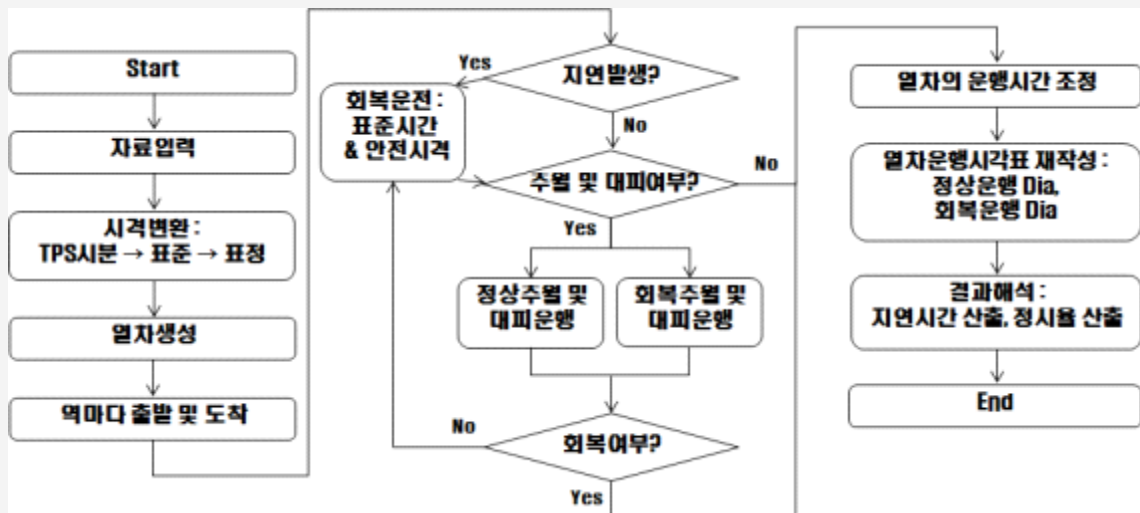 Start
자료입력
시격변환 :
TPS시분 → 표준 → 표정
열차생성
역마다 출발 및 도착
지연발생?
Yes
No
회복운전 :
표준시간
& 안전시격
추월 및 대피여부?
No
Yes
정상추월 및
대피운행
회복추월 및
대피운행
회복여부?
No
Yes
열차의 운행시간 조정
열차운행시각표 재작성 :
정상운행 Dia,
회복운행 Dia
결과해석 :
지연시간 산출, 정시율 산출
End